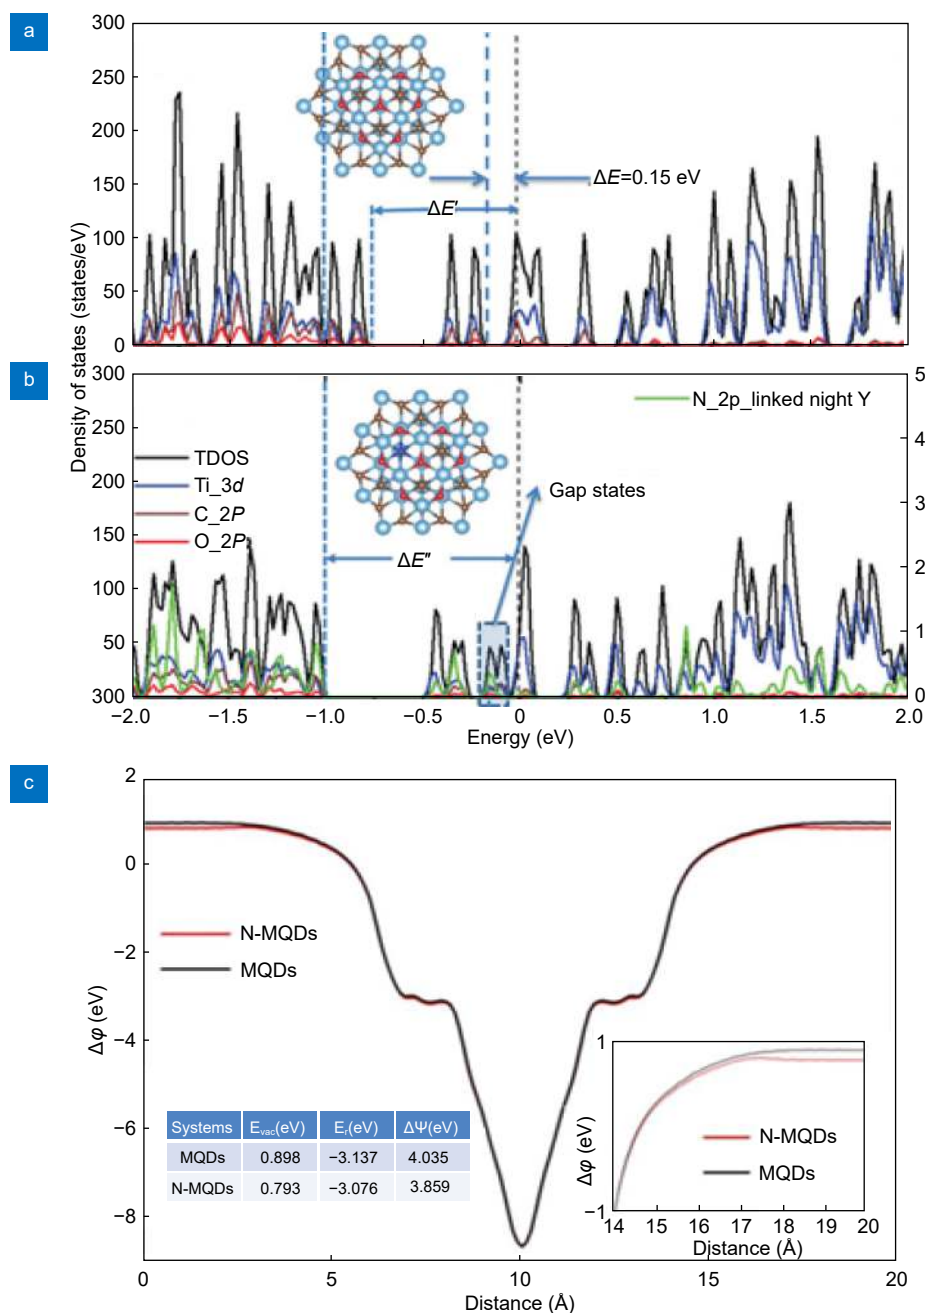 a
300
250
200
150
100
50
0
ΔE=0.15 eV
ΔE′
Density of states (states/eV)
b
300
250
200
150
100
50
300
5
4
3
2
1
0
TDOS
Ti_3d
C_2P
O_2P
N_2p_linked night Y
Gap states
ΔE″
−2.0 −1.5 −1.0 −0.5 0 0.5 1.0 1.5 2.0
Energy (eV)
c
2
0
−2
−4
−6
−8
Δφ (eV)
N-MQDs
MQDs
Systems Evac(eV) Er(eV) ΔΨ(eV)
MQDs 0.898 −3.137 4.035
N-MQDs 0.793 −3.076 3.859
1
−1
Δφ (eV)
N-MQDs
MQDs
14 15 16 17 18 19 20
Distance (Å)
0 5 10 15 20
Distance (Å)